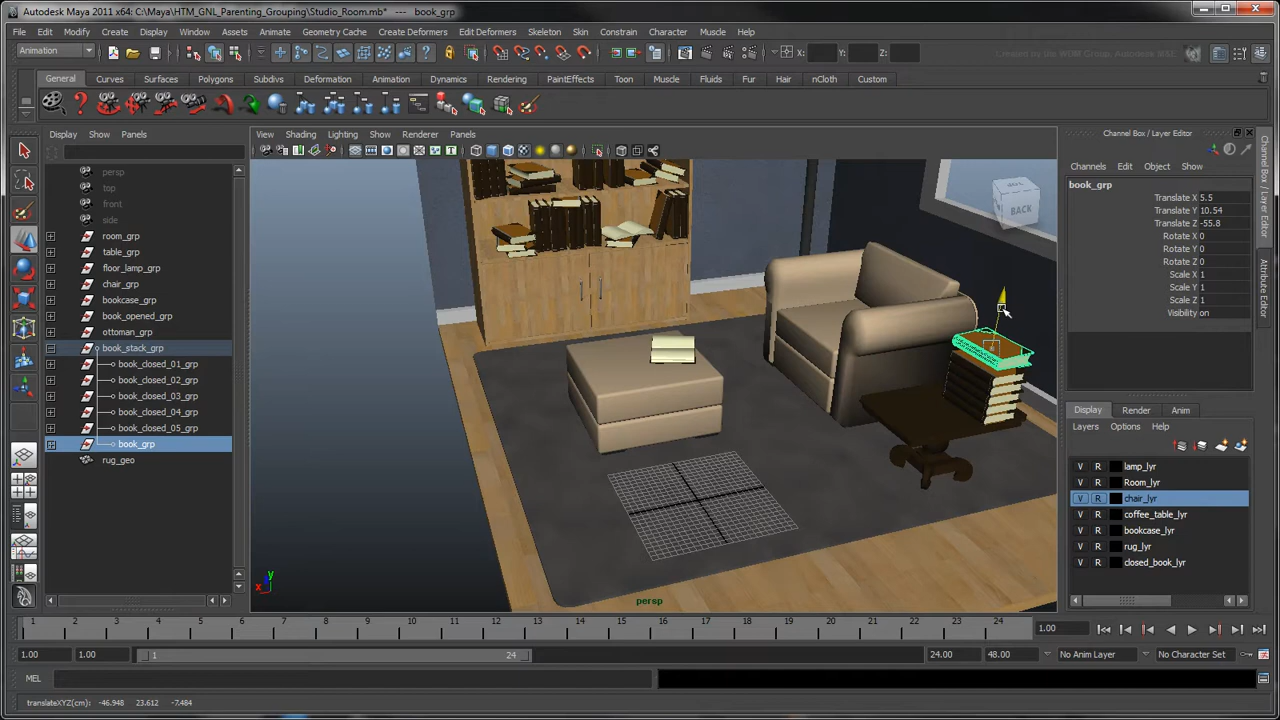 Autodesk Maya 2011 x64: C:\Maya\HTM_GNL_Parenting_Grouping\Studio_Room.mb* --- book_grp
File Edit Modify Create Display Window Assets Animate Geometry Cache Create Deformers Edit Deformers Skeleton Skin Constraint Character Muscle Help
Animation X: Y: Z:
General Curves Surfaces Polygons Subdivs Deformation Animation Dynamics Rendering PaintEffects Toon Muscle Fluids Fur Hair nCloth Custom
Display Show Panels
View Shading Lighting Show Renderer Panels
Channel Box / Layer Editor
persp
top
front
side
room_grp
table_grp
floor_lamp_grp
chair_grp
bookcase_grp
book_opened_grp
ottoman_grp
book_stack_grp
book_closed_01_grp
book_closed_02_grp
book_closed_03_grp
book_closed_04_grp
book_closed_05_grp
book_grp
rug_geo
BACK
y
x
persp
Channels Edit Object Show
book_grp
Translate X 5.5
Translate Y 10.54
Translate Z -55.8
Rotate X 0
Rotate Y 0
Rotate Z 0
Scale X 1
Scale Y 1
Scale Z 1
Visibility on
Channel Box / Layer Editor
Attribute Editor
Display Render Anim
Layers Options Help
V R lamp_lyr
V R Room_lyr
V R chair_lyr
V R coffee_table_lyr
V R bookcase_lyr
V R rug_lyr
V R closed_book_lyr
1 2 3 4 5 6 7 8 9 10 11 12 13 14 15 16 17 18 19 20 21 22 23 24 1.00
1.00 1.00 1 24 24.00 48.00 No Anim Layer No Character Set
MEL
translateXYZ(cm): -46.948 23.612 -7.484